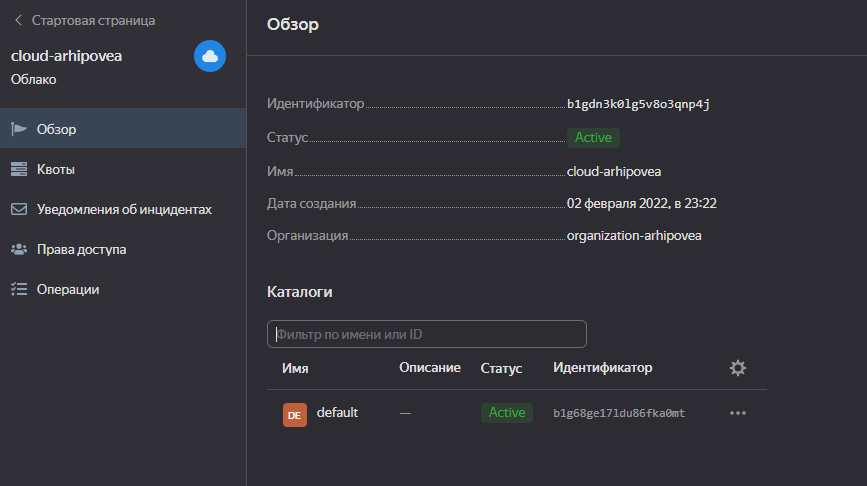 Стартовая страница
cloud-arhipovea
Облако
Обзор
Квоты
Уведомления об инцидентах
Права доступа
Операции
Обзор
Идентификатор b1gdn3k0lg5v8o3qnp4j
Статус Active
Имя cloud-arhipovea
Дата создания 02 февраля 2022, в 23:22
Организация organization-arhipovea
Каталоги
Фильтр по имени или ID
Имя Описание Статус Идентификатор
DE default — Active b1g68ge17ldu86fka0mt